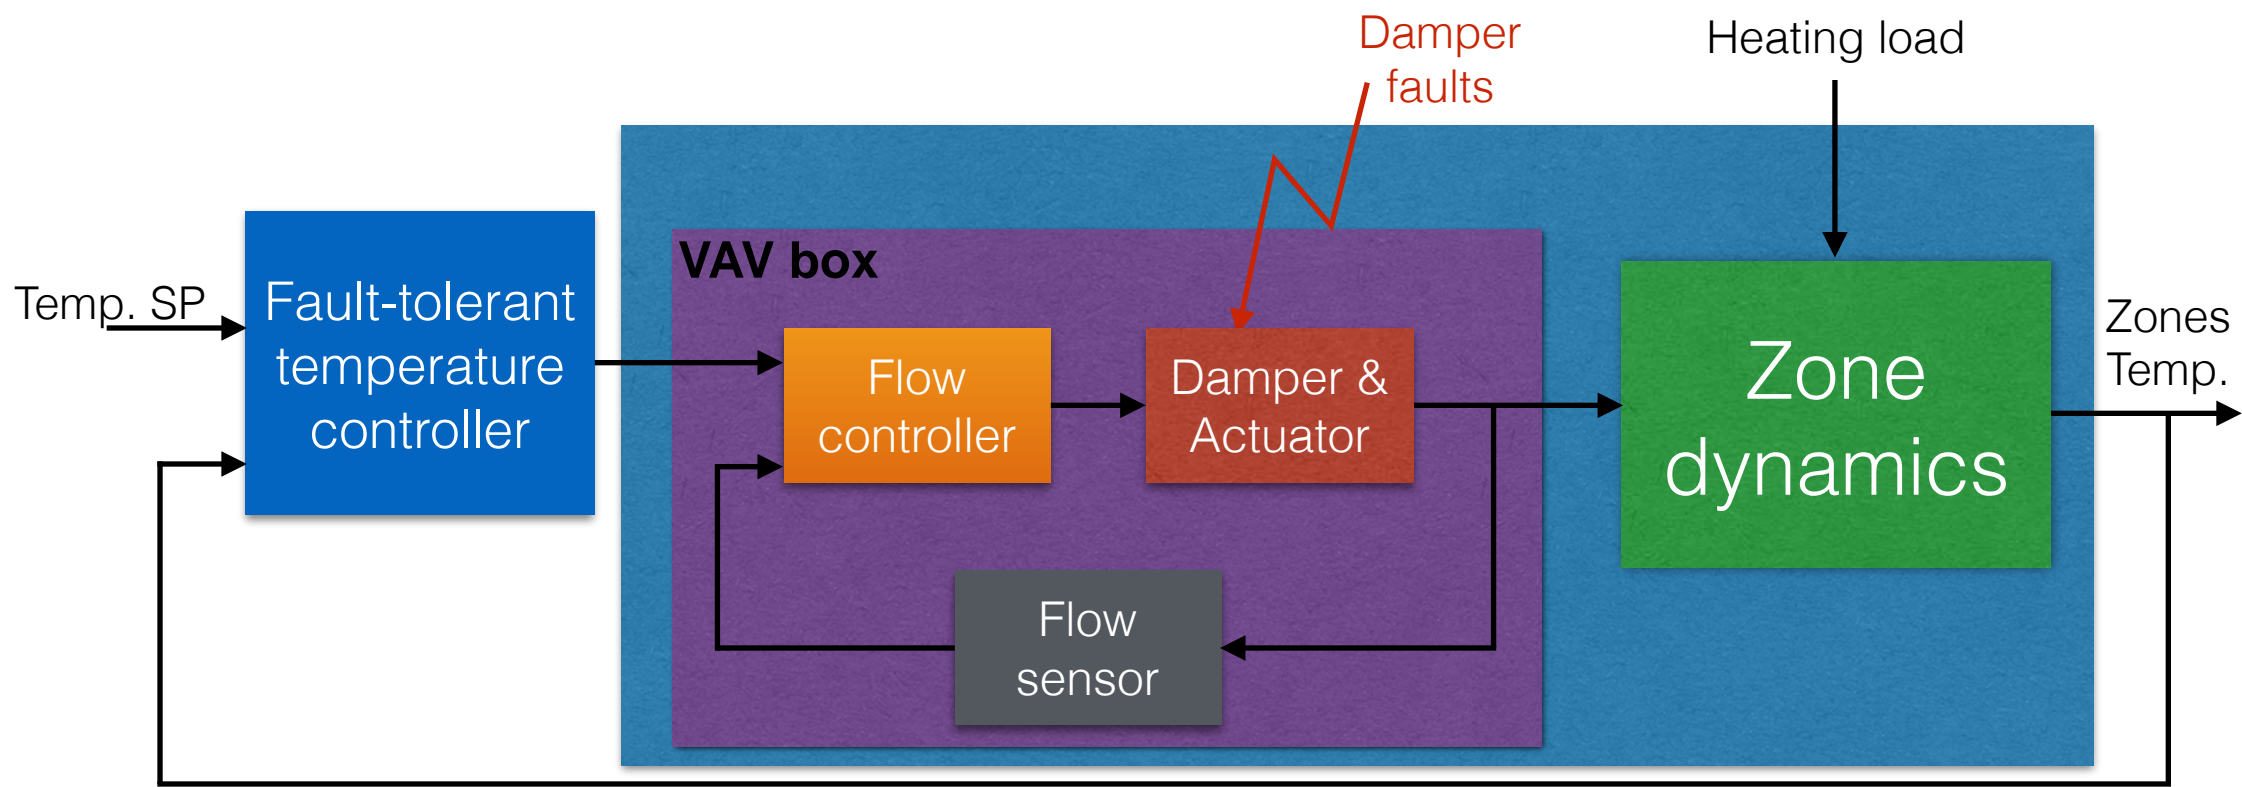 Damper
faults
Heating load
VAV box
Temp. SP
Fault-tolerant
temperature
controller
Flow
controller
Damper &
Actuator
Zone
dynamics
Zones
Temp.
Flow
sensor